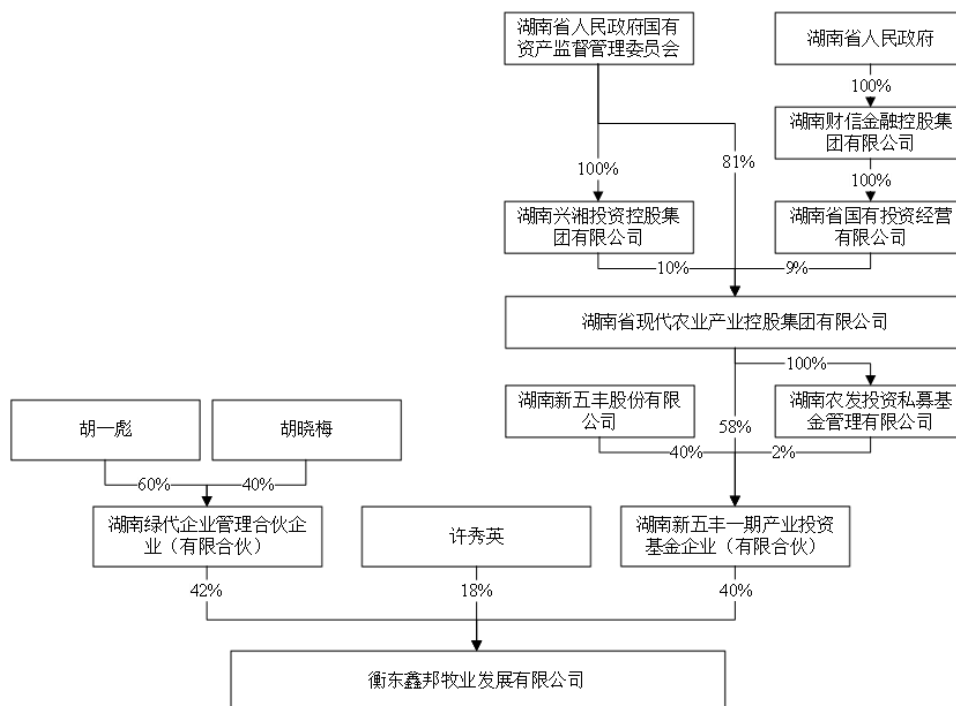 湖南省人民政府国有
资产监督管理委员会
湖南省人民政府
100%
湖南财信金融控股集
团有限公司
100%
81%
100%
湖南兴湘投资控股集
团有限公司
湖南省国有投资经营
有限公司
10%
9%
湖南省现代农业产业控股集团有限公司
100%
湖南新五丰股份有限
公司
湖南农发投资私募基
金管理有限公司
58%
40%
2%
胡一彪
胡晓梅
60%
40%
湖南绿代企业管理合伙企
业（有限合伙）
许秀英
湖南新五丰一期产业投资
基金企业（有限合伙）
42%
18%
40%
衡东鑫邦牧业发展有限公司